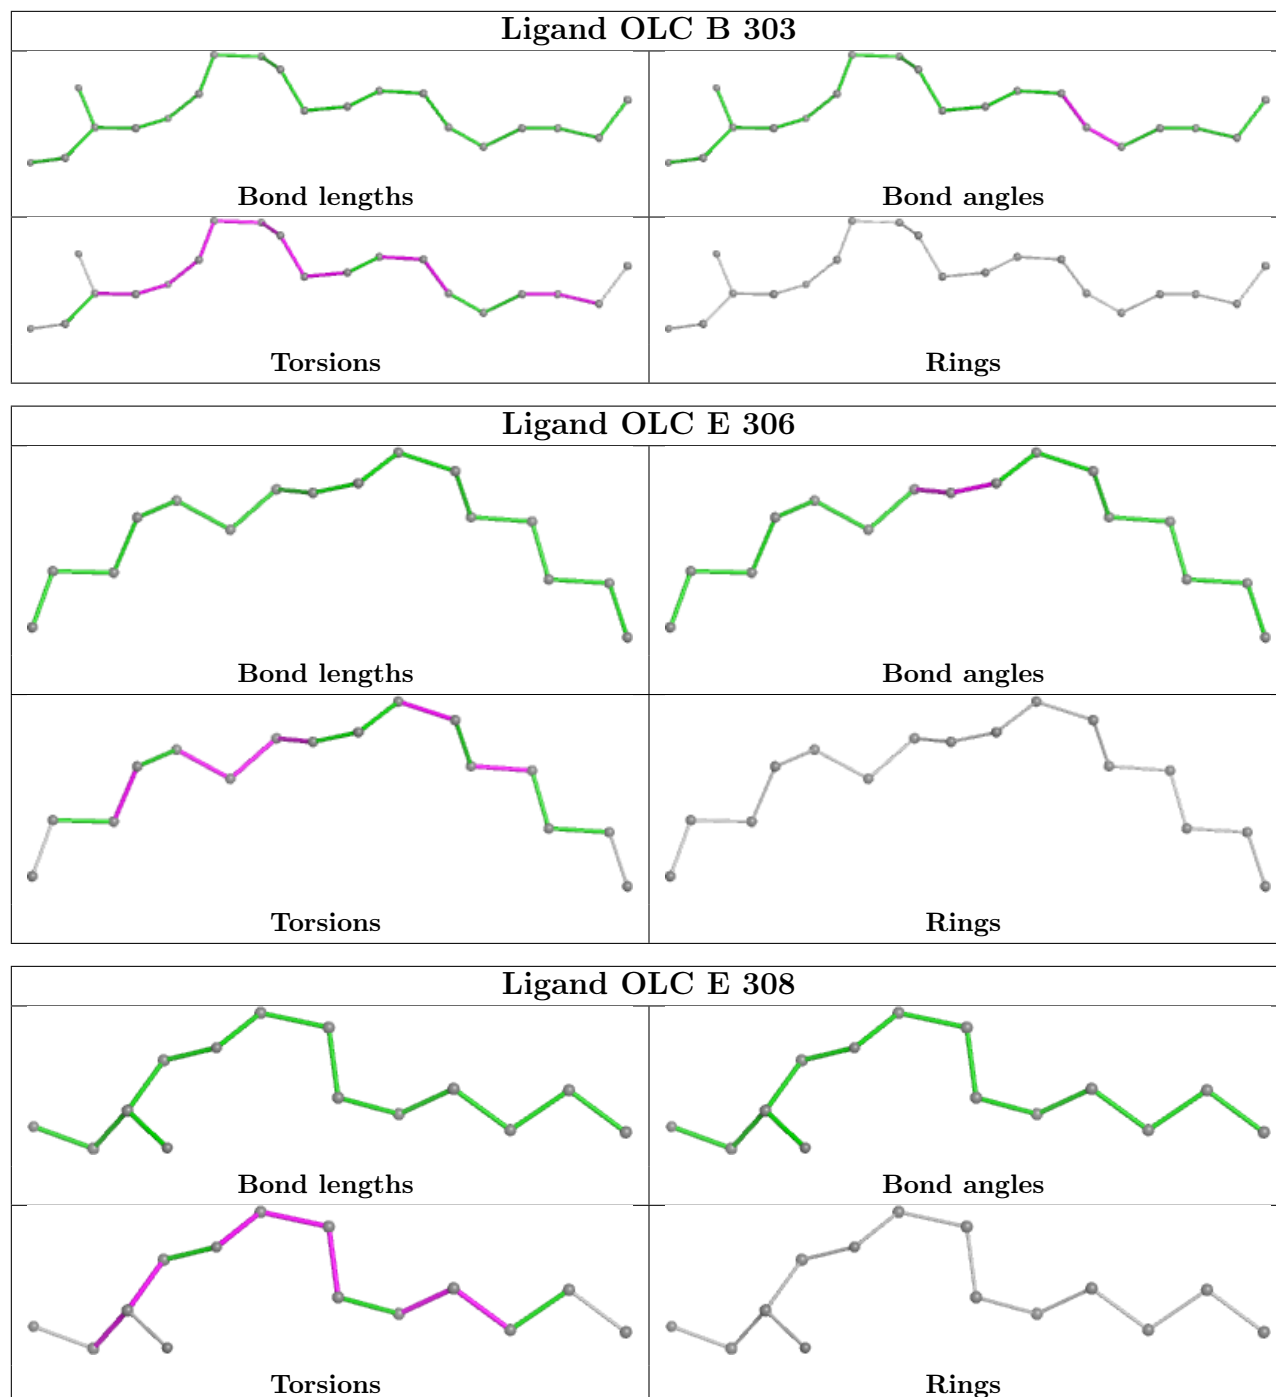 Ligand OLC B 303
Bond lengths
Bond angles
Torsions
Rings
Ligand OLC E 306
Bond lengths
Bond angles
Torsions
Rings
Ligand OLC E 308
Bond lengths
Bond angles
Torsions
Rings